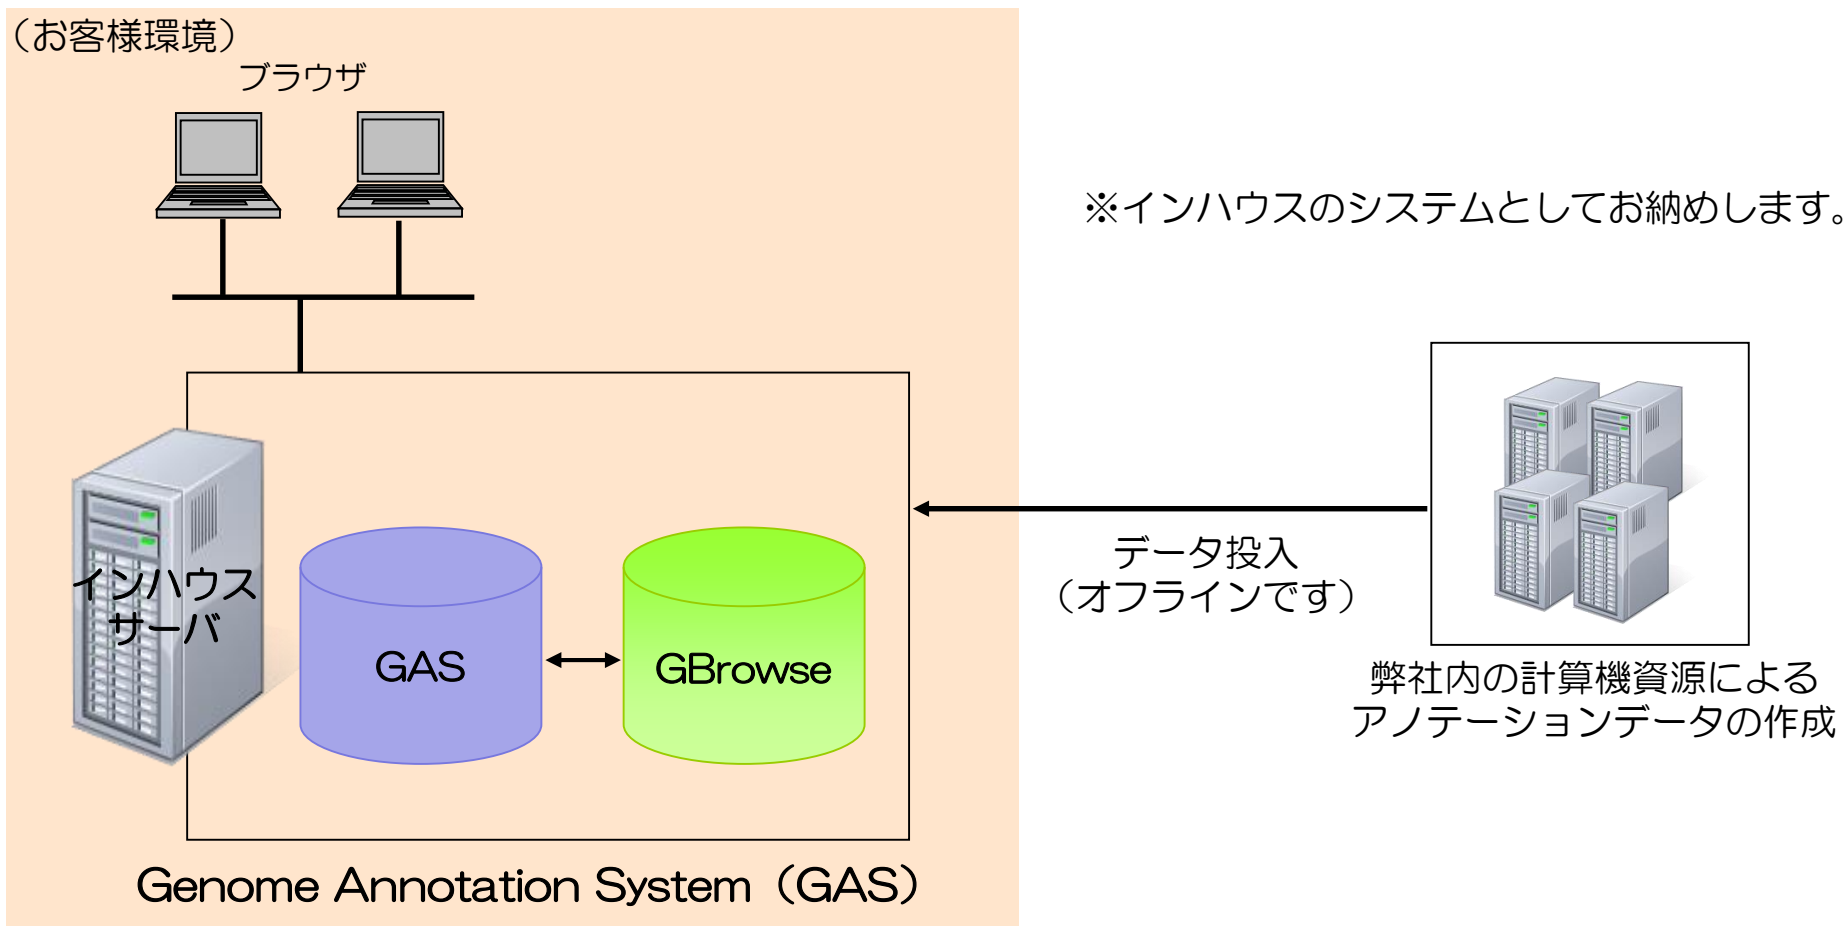 （お客様環境）
ブラウザ
※インハウスのシステムとしてお納めします。
インハウス
サーバ
GAS
GBrowse
データ投入
（オフラインです）
弊社内の計算機資源による
アノテーションデータの作成
Genome Annotation System（GAS）